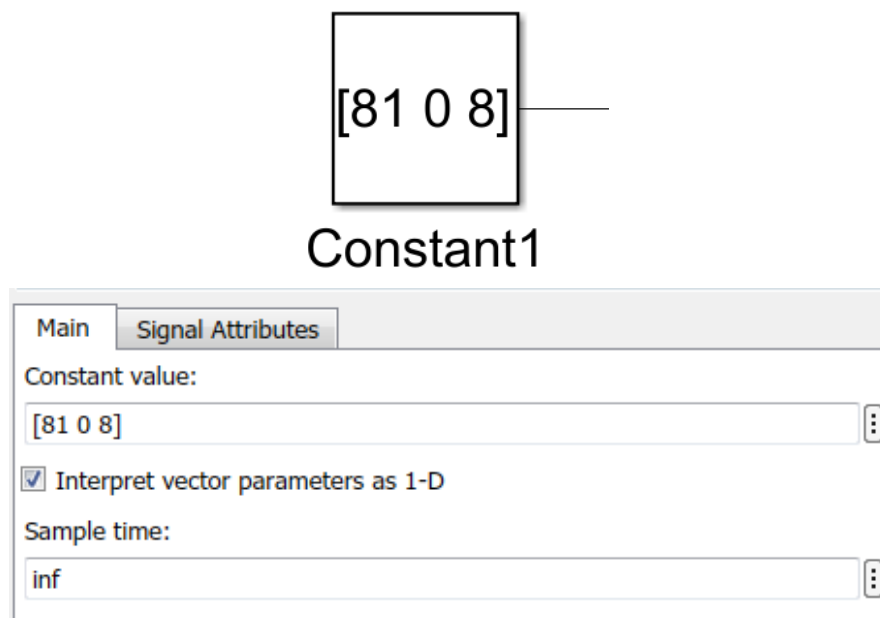 [81 0 8]
Constant1
Main Signal Attributes
Constant value:
[81 0 8]
Interpret vector parameters as 1-D
Sample time:
inf